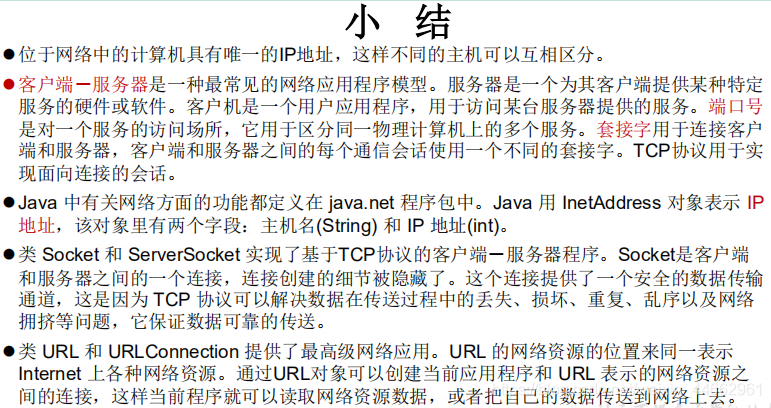 小 结
●位于网络中的计算机具有唯一的IP地址，这样不同的主机可以互相区分。
●客户端－服务器是一种最常见的网络应用程序模型。服务器是一个为其客户端提供某种特定
服务的硬件或软件。客户机是一个用户应用程序，用于访问某台服务器提供的服务。端口号
是对一个服务的访问场所，它用于区分同一物理计算机上的多个服务。套接字用于连接客户
端和服务器，客户端和服务器之间的每个通信会话使用一个不同的套接字。TCP协议用于实
现面向连接的会话。
●Java 中有关网络方面的功能都定义在 java.net 程序包中。Java 用 InetAddress 对象表示 IP
地址，该对象里有两个字段：主机名(String) 和 IP 地址(int)。
●类 Socket 和 ServerSocket 实现了基于TCP协议的客户端－服务器程序。Socket是客户端
和服务器之间的一个连接，连接创建的细节被隐藏了。这个连接提供了一个安全的数据传输
通道，这是因为 TCP 协议可以解决数据在传送过程中的丢失、损坏、重复、乱序以及网络
拥挤等问题，它保证数据可靠的传送。
●类 URL 和 URLConnection 提供了最高级网络应用。URL 的网络资源的位置来同一表示
Internet 上各种网络资源。通过URL对象可以创建当前应用程序和 URL 表示的网络资源之
间的连接，这样当前程序就可以读取网络资源数据，或者把自己的数据传送到网络上去。